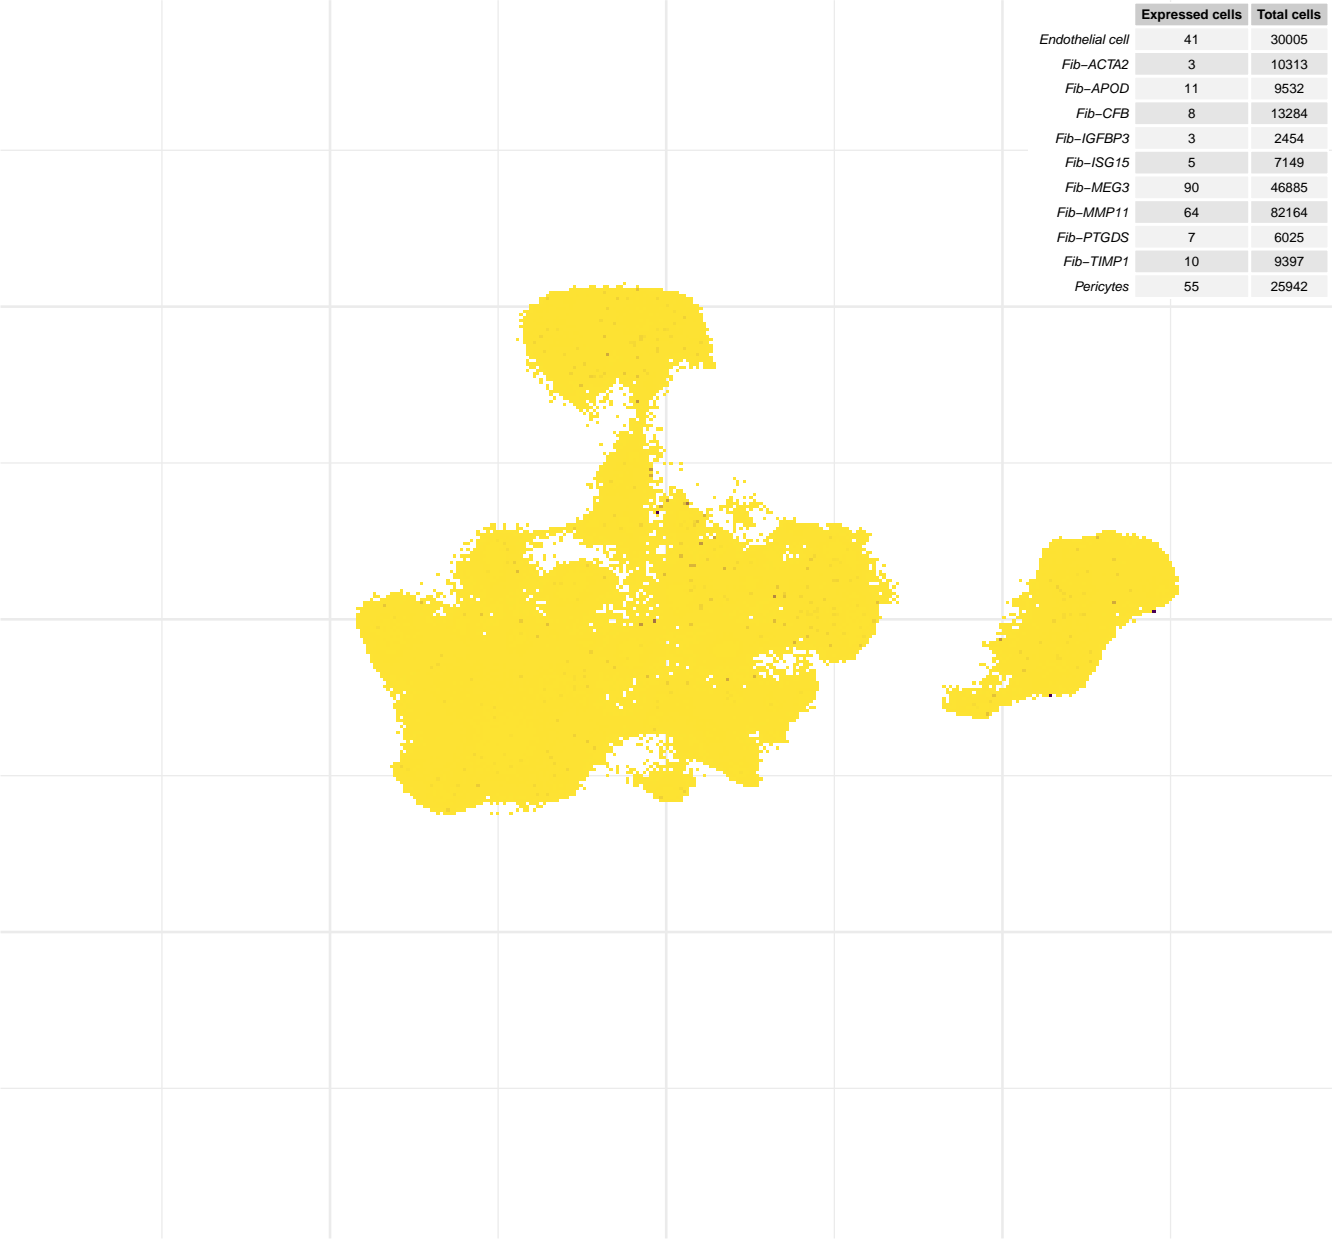 Expressed cells Total cells
Endothelial cell 41 30005
Fib−ACTA2 3 10313
Fib−APOD 11 9532
Fib−CFB 8 13284
Fib−IGFBP3 3 2454
Fib−ISG15 5 7149
Fib−MEG3 90 46885
Fib−MMP11 64 82164
Fib−PTGDS 7 6025
Fib−TIMP1 10 9397
Pericytes 55 25942